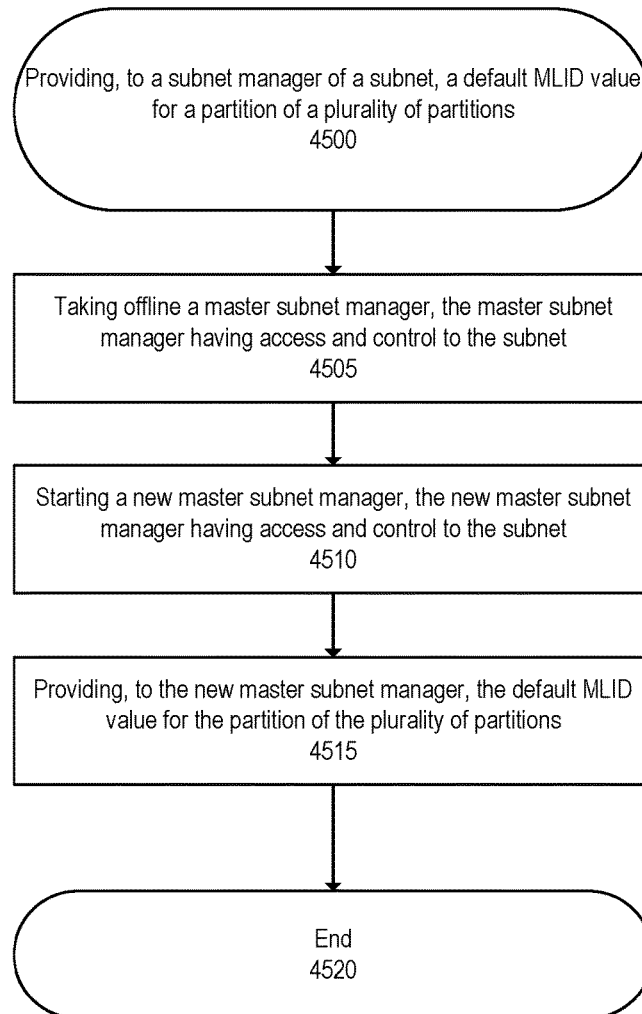 Providing, to a subnet manager of a subnet, a default MLID value
for a partition of a plurality of partitions
4500
Taking offline a master subnet manager, the master subnet
manager having access and control to the subnet
4505
Starting a new master subnet manager, the new master subnet
manager having access and control to the subnet
4510
Providing, to the new master subnet manager, the default MLID
value for the partition of the plurality of partitions
4515
End
4520